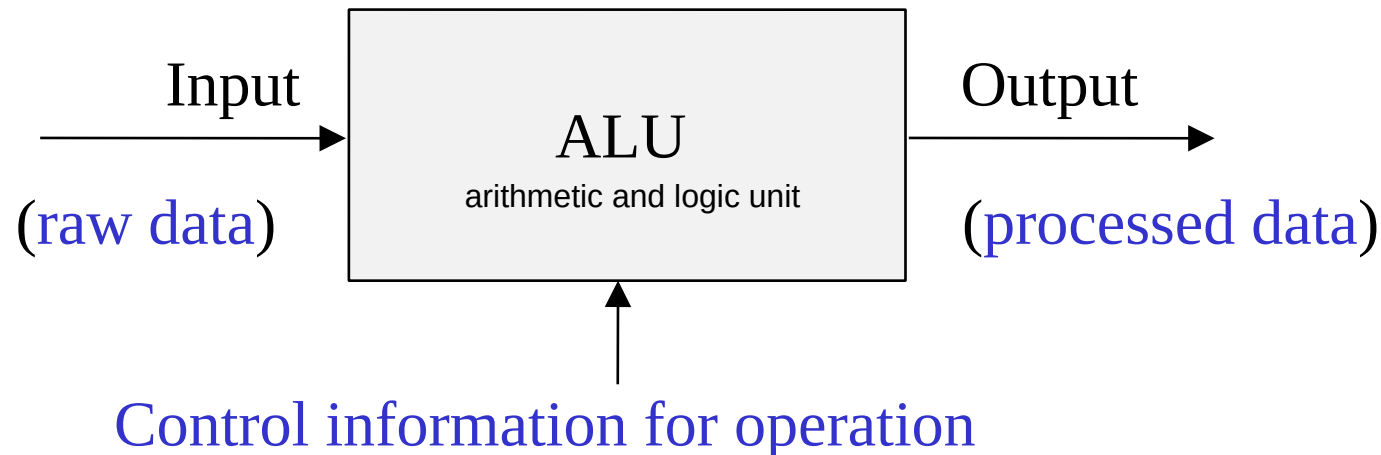 Input
Output
ALU
arithmetic and logic unit
(raw data)
(processed data)
Control information for operation